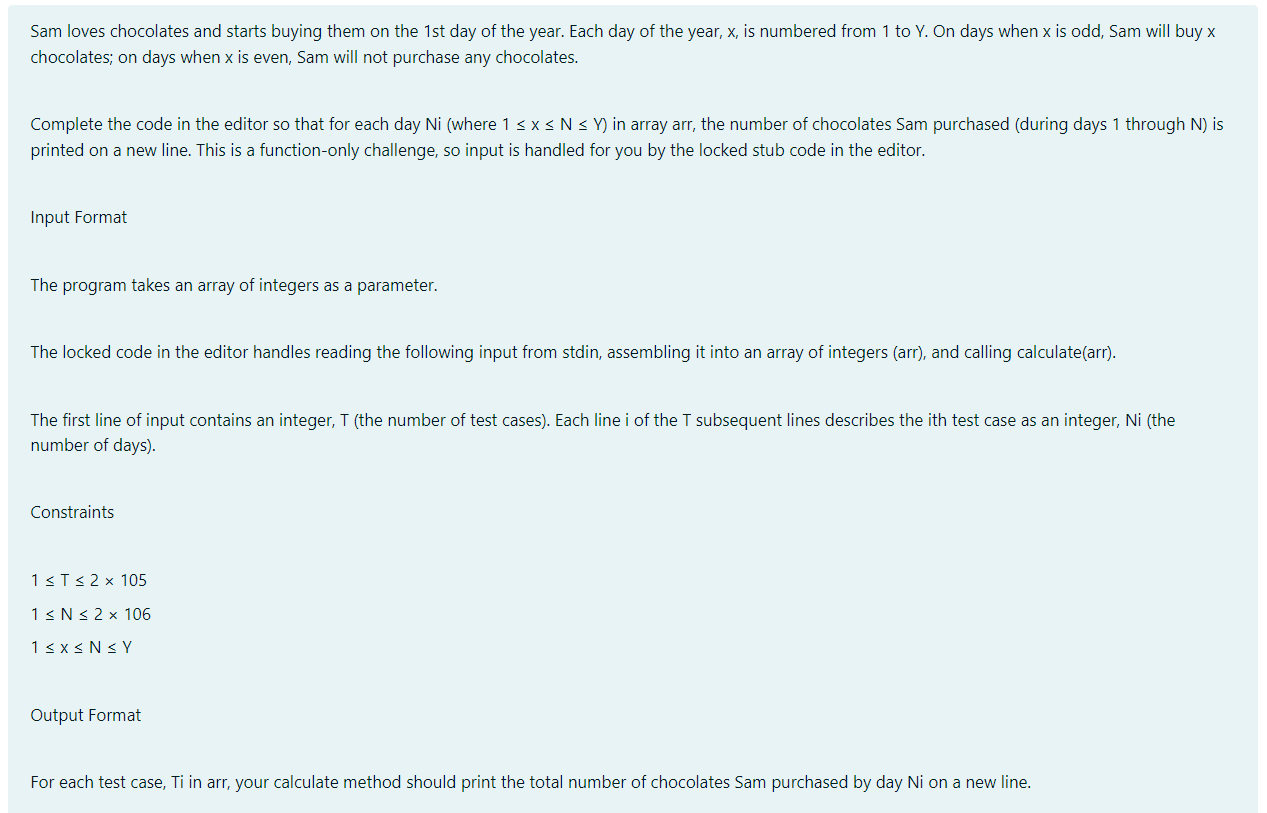 Sam loves chocolates and starts buying them on the 1st day of the year. Each day of the year, x, is numbered from 1 to Y. On days when x is odd, Sam will buy x
chocolates; on days when x is even, Sam will not purchase any chocolates.
Complete the code in the editor so that for each day Ni (where 1 ≤ x ≤ N ≤ Y) in array arr, the number of chocolates Sam purchased (during days 1 through N) is
printed on a new line. This is a function-only challenge, so input is handled for you by the locked stub code in the editor.
Input Format
The program takes an array of integers as a parameter.
The locked code in the editor handles reading the following input from stdin, assembling it into an array of integers (arr), and calling calculate(arr).
The first line of input contains an integer, T (the number of test cases). Each line i of the T subsequent lines describes the ith test case as an integer, Ni (the
number of days).
Constraints
1 ≤ T ≤ 2 × 105
1 ≤ N ≤ 2 × 106
1 ≤ x ≤ N ≤ Y
Output Format
For each test case, Ti in arr, your calculate method should print the total number of chocolates Sam purchased by day Ni on a new line.